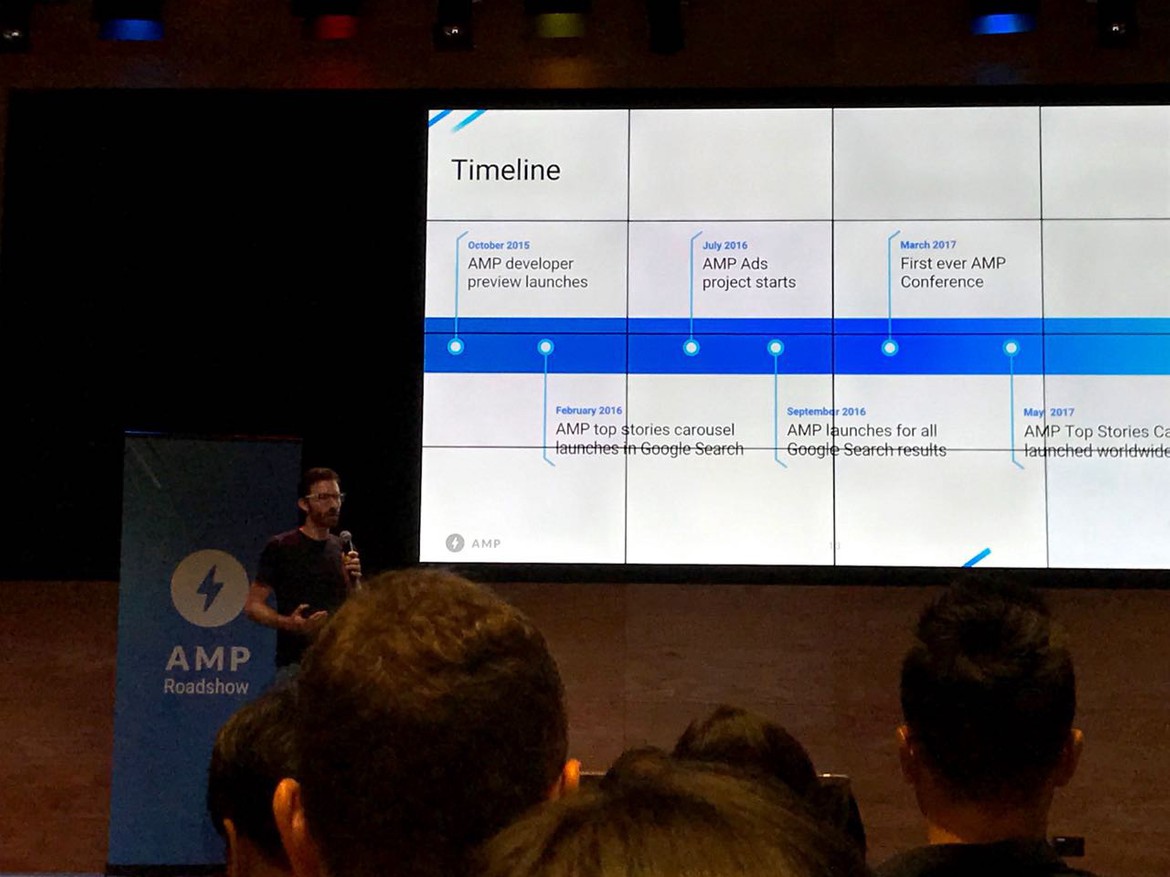 Timeline
October 2015
AMP developer
preview launches
July 2016
AMP Ads
project starts
March 2017
First ever AMP
Conference
February 2016
AMP top stories carousel
launches in Google Search
September 2016
AMP launches for all
Google Search results
May 2017
AMP Top Stories Ca
launched worldwide
AMP
AMP
Roadshow